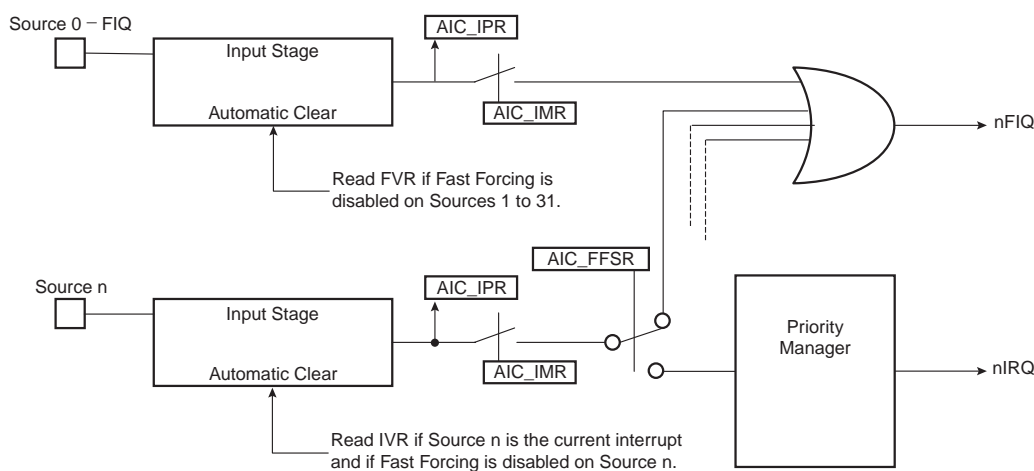 Source 0 – FIQ
AIC_IPR
Input Stage
Automatic Clear
AIC_IMR
nFIQ
Read FVR if Fast Forcing is
disabled on Sources 1 to 31.
AIC_FFSR
Source n
AIC_IPR
Input Stage
Priority
Manager
Automatic Clear
AIC_IMR
nIRQ
Read IVR if Source n is the current interrupt
and if Fast Forcing is disabled on Source n.